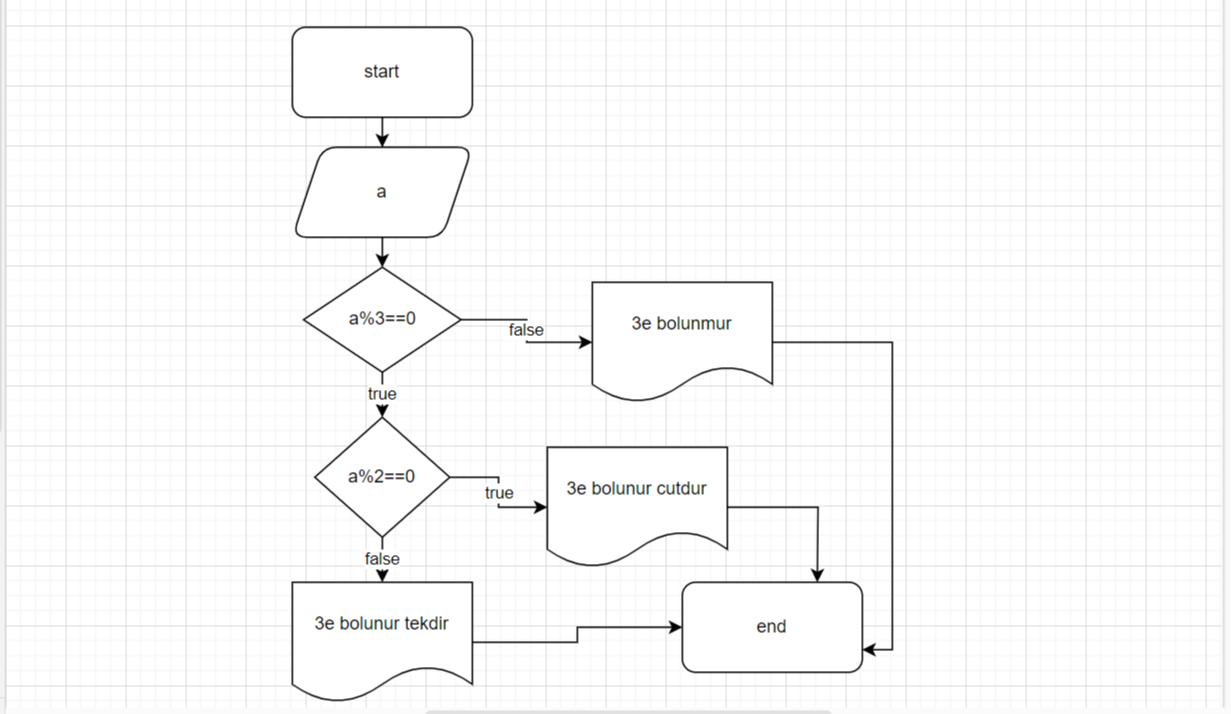 start
a
a%3==0
false
3e bolunmur
true
a%2==0
true
3e bolunur cutdur
false
3e bolunur tekdir
end